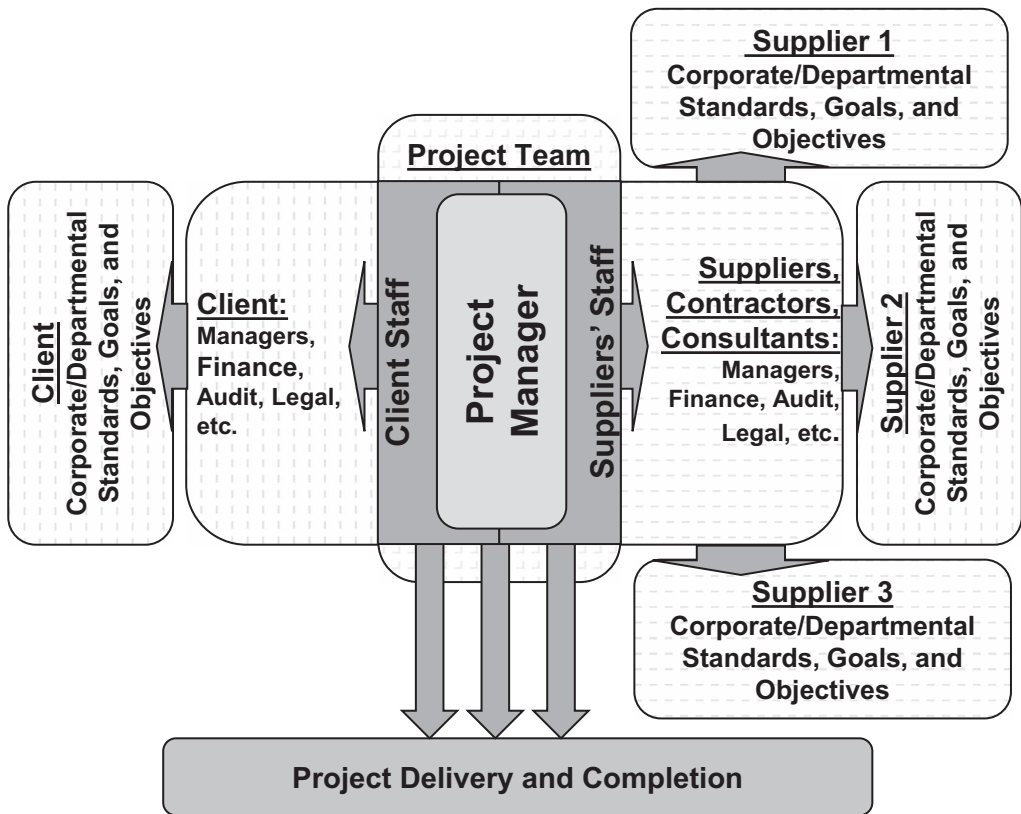 Supplier 1
Corporate/Departmental
Standards, Goals, and
Objectives
Project Team
Client
Corporate/Departmental
Standards, Goals, and
Objectives
Client:
Managers,
Finance,
Audit, Legal,
etc.
Client Staff
Project
Manager
Suppliers' Staff
Suppliers,
Contractors,
Consultants:
Managers,
Finance, Audit,
Legal, etc.
Supplier 2
Corporate/Departmental
Standards, Goals, and
Objectives
Supplier 3
Corporate/Departmental
Standards, Goals, and
Objectives
Project Delivery and Completion